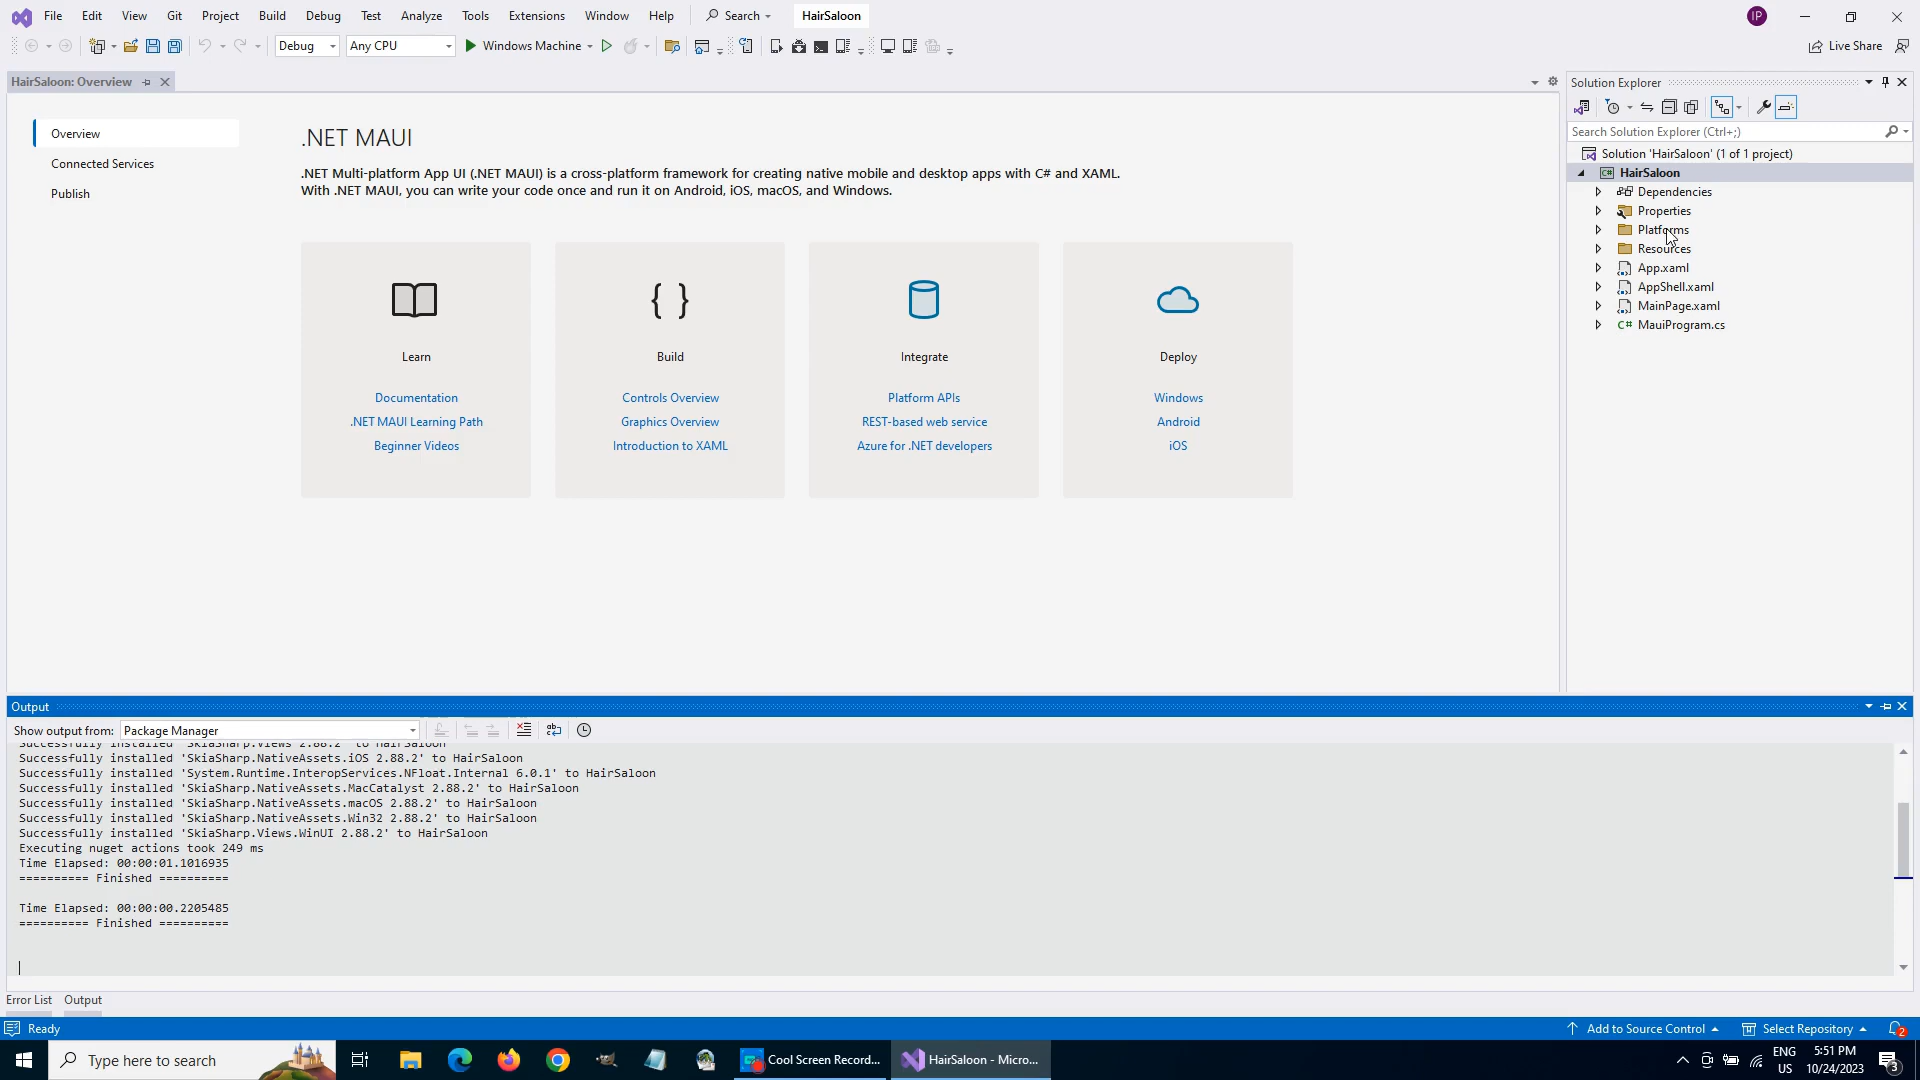 File Edit View Git Project Build Debug Test Analyze Tools Extensions Window Help Search HairSaloon IP
Debug Any CPU Windows Machine Live Share
HairSaloon: Overview
Solution Explorer
Search Solution Explorer (Ctrl+;)
Solution 'HairSaloon' (1 of 1 project)
C# HairSaloon
Dependencies
Properties
Platforms
Resources
App.xaml
AppShell.xaml
MainPage.xaml
C# MauiProgram.cs
Overview
Connected Services
Publish
.NET MAUI
.NET Multi-platform App UI (.NET MAUI) is a cross-platform framework for creating native mobile and desktop apps with C# and XAML.
With .NET MAUI, you can write your code once and run it on Android, iOS, macOS, and Windows.
Learn
Documentation
.NET MAUI Learning Path
Beginner Videos
{ }
Build
Controls Overview
Graphics Overview
Introduction to XAML
Integrate
Platform APIs
REST-based web service
Azure for .NET developers
Deploy
Windows
Android
iOS
Output
Show output from: Package Manager
Successfully installed 'SkiaSharp.Views 2.88.2' to HairSaloon
Successfully installed 'SkiaSharp.NativeAssets.iOS 2.88.2' to HairSaloon
Successfully installed 'System.Runtime.InteropServices.NFloat.Internal 6.0.1' to HairSaloon
Successfully installed 'SkiaSharp.NativeAssets.MacCatalyst 2.88.2' to HairSaloon
Successfully installed 'SkiaSharp.NativeAssets.macOS 2.88.2' to HairSaloon
Successfully installed 'SkiaSharp.NativeAssets.Win32 2.88.2' to HairSaloon
Successfully installed 'SkiaSharp.Views.WinUI 2.88.2' to HairSaloon
Executing nuget actions took 249 ms
Time Elapsed: 00:00:01.1016935
========== Finished ==========
Time Elapsed: 00:00:00.2205485
========== Finished ==========
Error List Output
Ready Add to Source Control Select Repository 2
Type here to search Cool Screen Record... HairSaloon - Micro... ENG US 5:51 PM 10/24/2023 3